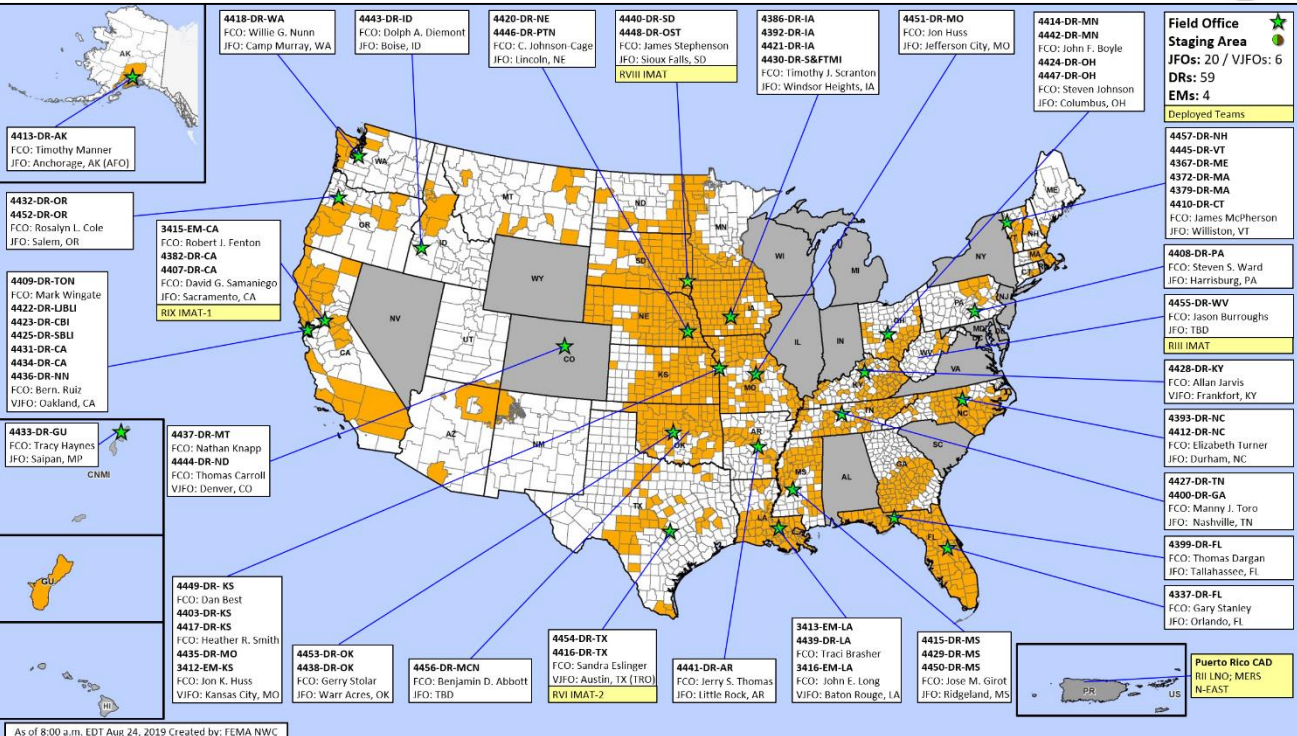 4418-DR-WA
FCO: Willie G. Nunn
JFO: Camp Murray, WA
4443-DR-ID
FCO: Dolph A. Diemont
JFO: Boise, ID
4420-DR-NE
4446-DR-PTN
FCO: C. Johnson-Cage
JFO: Lincoln, NE
4440-DR-SD
4448-DR-OST
FCO: James Stephenson
JFO: Sioux Falls, SD
RVIII IMAT
4386-DR-IA
4392-DR-IA
4421-DR-IA
4430-DR-S&FTMI
FCO: Timothy J. Scranton
JFO: Windsor Heights, IA
4451-DR-MO
FCO: Jon Huss
JFO: Jefferson City, MO
4414-DR-MN
4442-DR-MN
FCO: John F. Boyle
4424-DR-OH
4447-DR-OH
FCO: Steven Johnson
JFO: Columbus, OH
Field Office
Staging Area
JFOs: 20 / VJFOs: 6
DRs: 59
EMs: 4
Deployed Teams
AK
4413-DR-AK
FCO: Timothy Manner
JFO: Anchorage, AK (AFO)
4457-DR-NH
4445-DR-VT
4367-DR-ME
4372-DR-MA
4379-DR-MA
4410-DR-CT
FCO: James McPherson
JFO: Williston, VT
4432-DR-OR
4452-DR-OR
FCO: Rosalyn L. Cole
JFO: Salem, OR
3415-EM-CA
FCO: Robert J. Fenton
4382-DR-CA
4407-DR-CA
FCO: David G. Samaniego
JFO: Sacramento, CA
RIX IMAT-1
4408-DR-PA
FCO: Steven S. Ward
JFO: Harrisburg, PA
4409-DR-TON
FCO: Mark Wingate
4422-DR-LJBLI
4423-DR-CBI
4425-DR-SBLI
4431-DR-CA
4434-DR-CA
4436-DR-NN
FCO: Bern. Ruiz
VJFO: Oakland, CA
4455-DR-WV
FCO: Jason Burroughs
JFO: TBD
RIII IMAT
4428-DR-KY
FCO: Allan Jarvis
VJFO: Frankfort, KY
4433-DR-GU
FCO: Tracy Haynes
JFO: Saipan, MP
CNMI
4437-DR-MT
FCO: Nathan Knapp
4444-DR-ND
FCO: Thomas Carroll
VJFO: Denver, CO
4393-DR-NC
4412-DR-NC
FCO: Elizabeth Turner
JFO: Durham, NC
4427-DR-TN
4400-DR-GA
FCO: Manny J. Toro
JFO: Nashville, TN
4399-DR-FL
FCO: Thomas Dargan
JFO: Tallahassee, FL
4337-DR-FL
FCO: Gary Stanley
JFO: Orlando, FL
WA
MT
ND
MN
OR
ID
SD
WI
MI
NY
ME
VT
NH
MA
CT
RI
WY
NE
IA
PA
NJ
MD
DE
NV
UT
CO
KS
MO
IL
IN
OH
WV
VA
KY
CA
AZ
NM
OK
AR
TN
NC
SC
TX
LA
MS
AL
GA
FL
GU
HI
4449-DR- KS
FCO: Dan Best
4403-DR-KS
4417-DR-KS
FCO: Heather R. Smith
4435-DR-MO
3412-EM-KS
FCO: Jon K. Huss
VJFO: Kansas City, MO
4453-DR-OK
4438-DR-OK
FCO: Gerry Stolar
JFO: Warr Acres, OK
4456-DR-MCN
FCO: Benjamin D. Abbott
JFO: TBD
4454-DR-TX
4416-DR-TX
FCO: Sandra Eslinger
VJFO: Austin, TX (TRO)
RVI IMAT-2
4441-DR-AR
FCO: Jerry S. Thomas
JFO: Little Rock, AR
3413-EM-LA
4439-DR-LA
FCO: Traci Brasher
3416-EM-LA
FCO: John E. Long
VJFO: Baton Rouge, LA
4415-DR-MS
4429-DR-MS
4450-DR-MS
FCO: Jose M. Girot
JFO: Ridgeland, MS
PR
US
Puerto Rico CAD
RII LNO; MERS
N-EAST
As of 8:00 a.m. EDT Aug 24, 2019 Created by: FEMA NWC